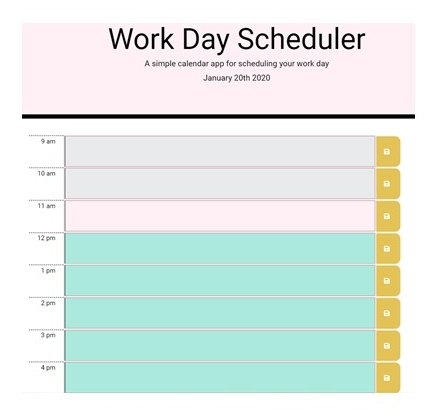 Work Day Scheduler
A simple calendar app for scheduling your work day
January 20th 2020
9 am
10 am
11 am
12 pm
1 pm
2 pm
3 pm
4 pm